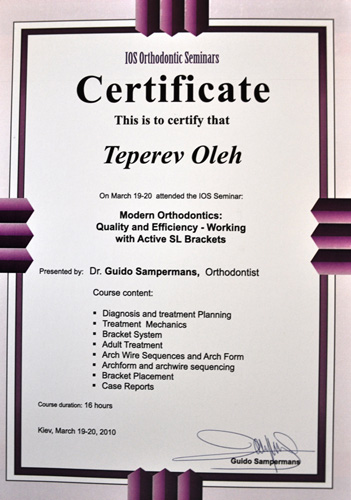 IOS Orthodontic Seminars
Certificate
This is to certify that
Teperev Oleh
On March 19-20 attended the IOS Seminar:
Modern Orthodontics:
Quality and Efficiency - Working
with Active SL Brackets
Presented by: Dr. Guido Sampermans, Orthodontist
Course content:
▪ Diagnosis and treatment Planning
▪ Treatment Mechanics
▪ Bracket System
▪ Adult Treatment
▪ Arch Wire Sequences and Arch Form
▪ Archform and archwire sequencing
▪ Bracket Placement
▪ Case Reports
Course duration: 16 hours
Kiev, March 19-20, 2010
Guido Sampermans